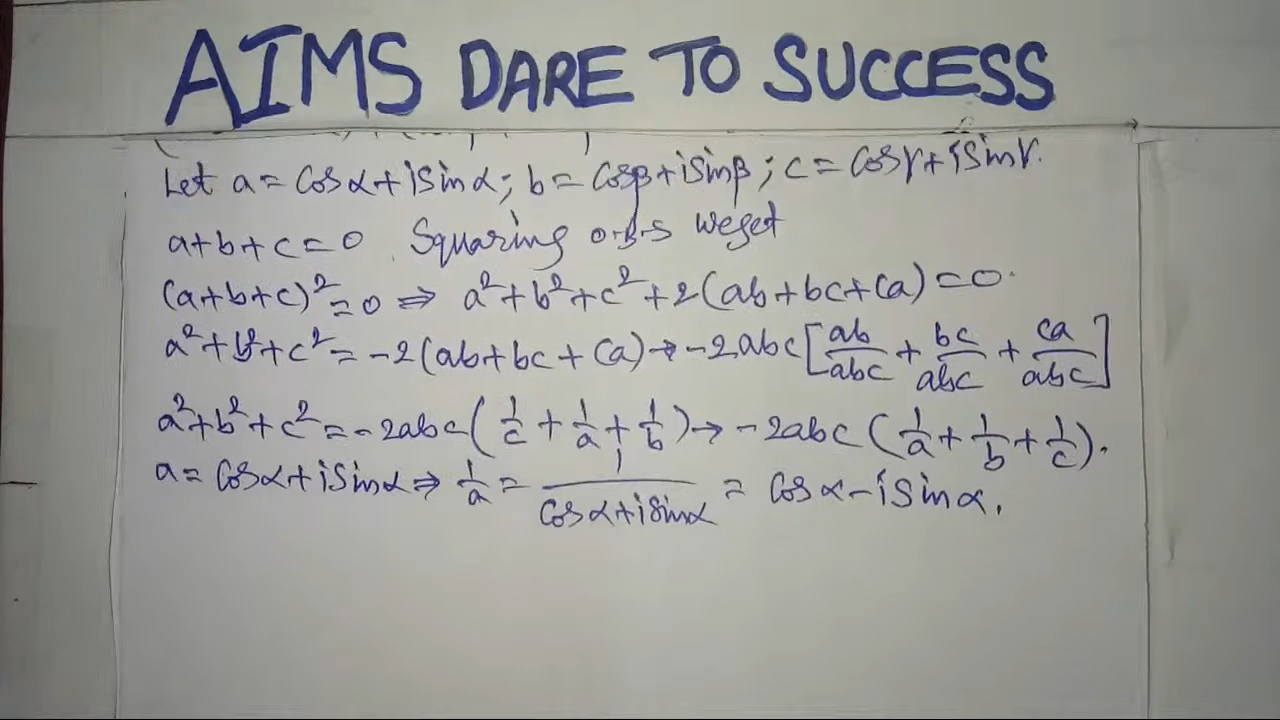 AIMS DARE TO SUCCESS
Let a = Cosα + iSinα; b = Cosβ + iSinβ; c = Cosγ + iSinγ.
a+b+c = 0 Squaring o.b.s we get
(a+b+c)² = 0 ⇒ a² + b² + c² + 2(ab+bc+ca) = 0.
a² + b² + c² = -2(ab+bc+ca) → -2abc[ab/abc + bc/abc + ca/abc]
a² + b² + c² = -2abc(1/c + 1/a + 1/b) → -2abc(1/a + 1/b + 1/c).
a = Cosα + iSinα ⇒ 1/a = 1/(Cosα + iSinα) = Cosα - iSinα.